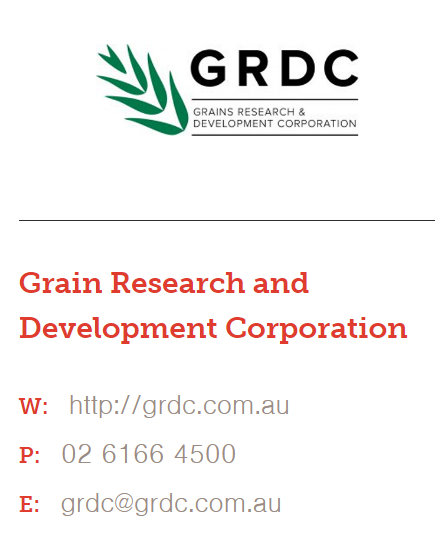 GRDC
GRAINS RESEARCH &
DEVELOPMENT CORPORATION
Grain Research and
Development Corporation
W: http://grdc.com.au
P: 02 6166 4500
E: grdc@grdc.com.au